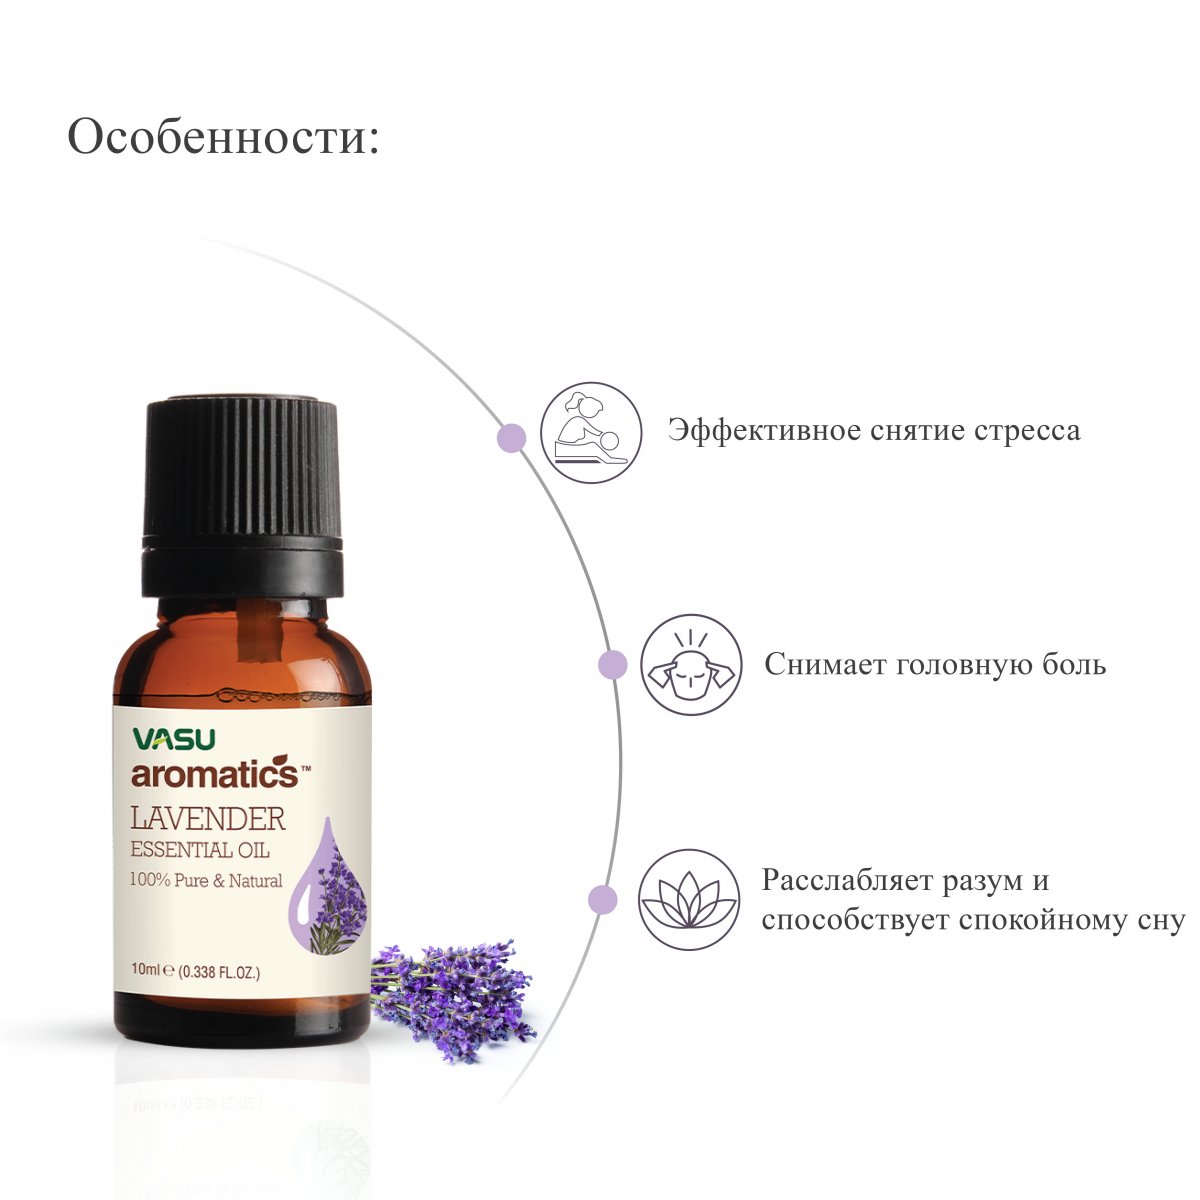 Особенности:
Эффективное снятие стресса
Снимает головную боль
Расслабляет разум и
способствует спокойному сну
VASU
aromatics™
LAVENDER
ESSENTIAL OIL
100% Pure & Natural
10ml ℮ (0.338 FL.OZ.)